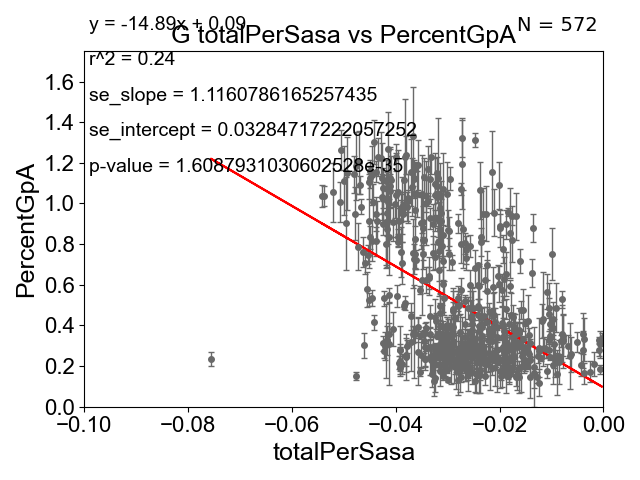 y = -14.89x + 0.09
N = 572
G totalPerSasa vs PercentGpA
r^2 = 0.24
se_slope = 1.1160786165257435
se_intercept = 0.03284717222057252
p-value = 1.6087931030602528e-35
PercentGpA
1.6
1.4
1.2
1.0
0.8
0.6
0.4
0.2
0.0
−0.10 −0.08 −0.06 −0.04 −0.02 0.00
totalPerSasa